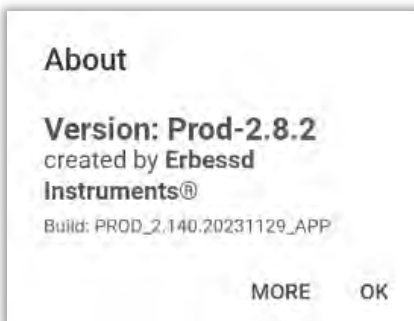 About
Version: Prod-2.8.2
created by Erbessd
Instruments®
Build: PROD_2.140.20231129_APP
MORE OK